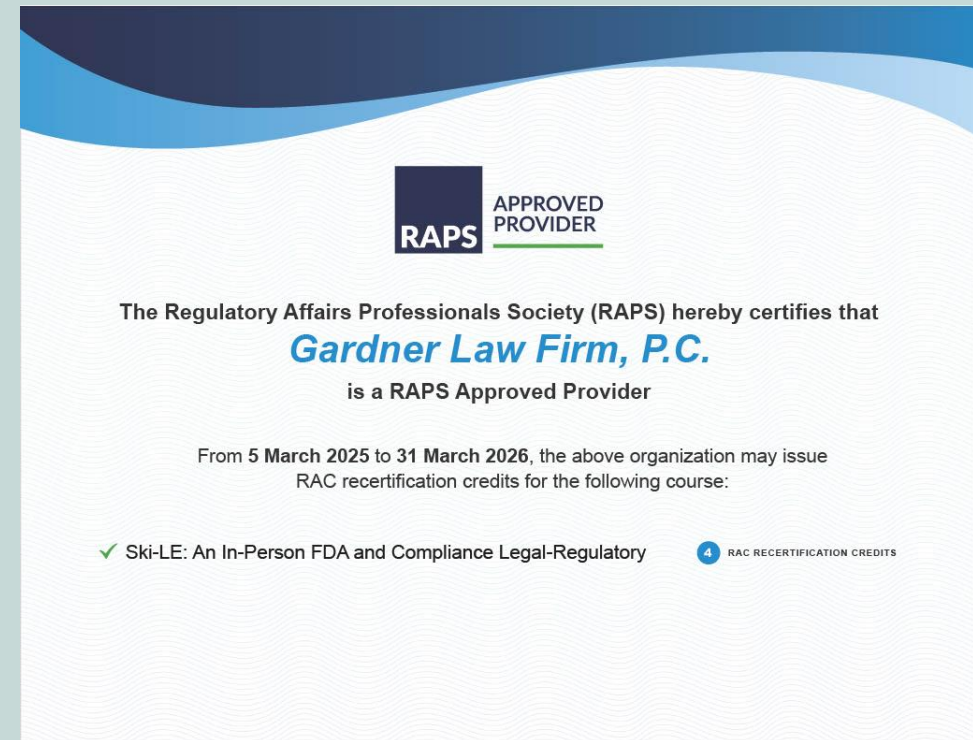 RAPS
APPROVED
PROVIDER
The Regulatory Affairs Professionals Society (RAPS) hereby certifies that
Gardner Law Firm, P.C.
is a RAPS Approved Provider
From 5 March 2025 to 31 March 2026, the above organization may issue
RAC recertification credits for the following course:
✓ Ski-LE: An In-Person FDA and Compliance Legal-Regulatory 4 RAC RECERTIFICATION CREDITS